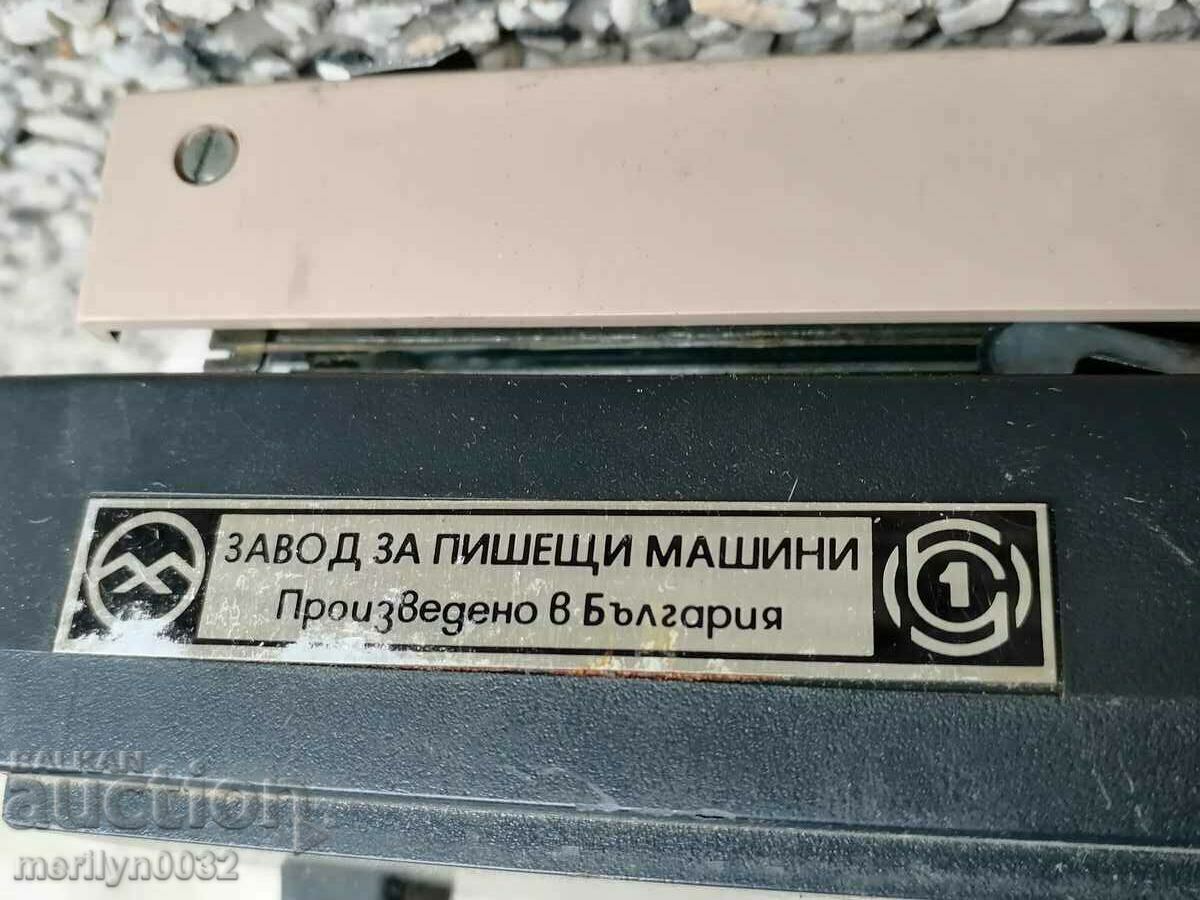 ЗАВОД ЗА ПИШЕЩИ МАШИНИ
Произведено в България
1
BALKAN
auction
merilyn0032